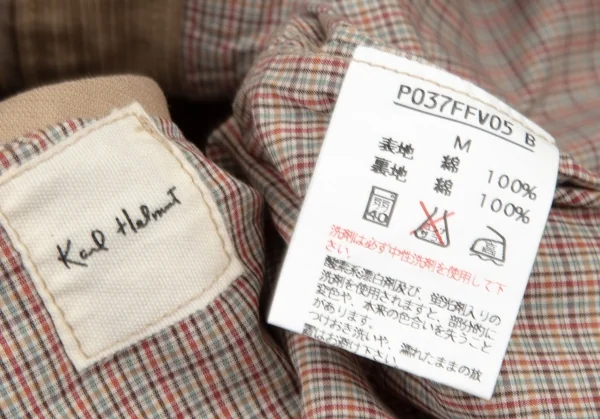 Karl Helmut
P037FFV05 B
M
表地 綿 100%
裏地 綿 100%
弱
40
洗剤は必ず中性洗剤を使用して下
さい。
酸素系漂白剤及び、蛍光剤入りの
洗剤を使用されますと、部分的に
変色や、本来の色合いを失うこと
があります。
つけおき洗いや、濡れたままの放
置はお避け下さい